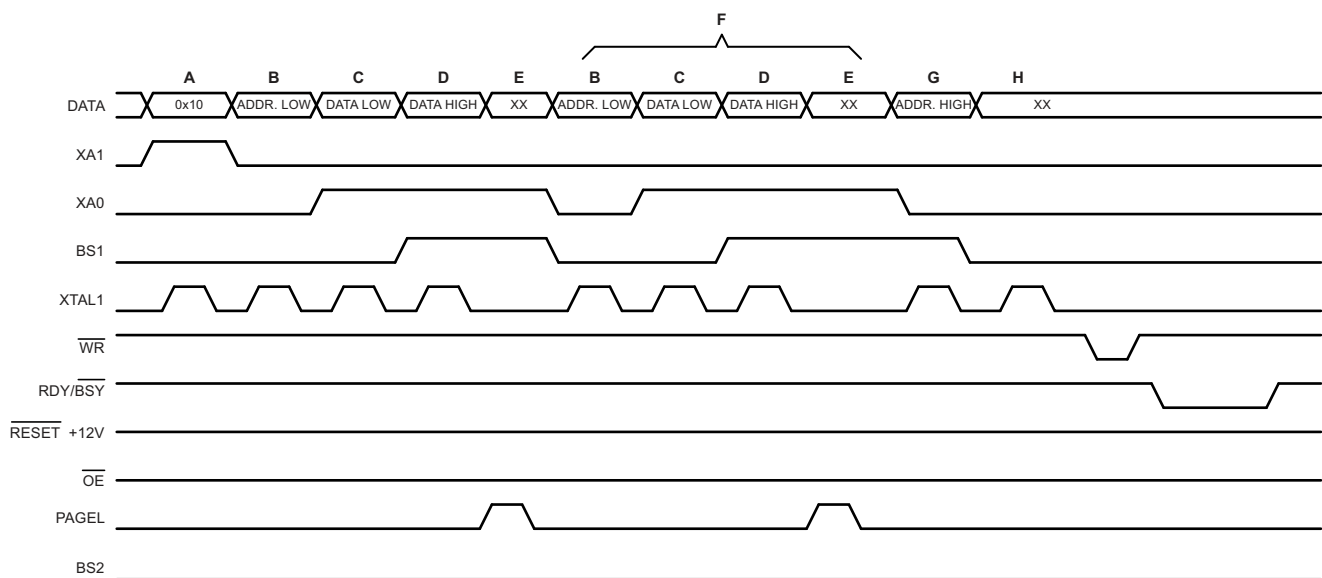 F
A B C D E B C D E G H
DATA 0x10 ADDR. LOW DATA LOW DATA HIGH XX ADDR. LOW DATA LOW DATA HIGH XX ADDR. HIGH XX
XA1
XA0
BS1
XTAL1
WR
RDY/BSY
RESET +12V
OE
PAGEL
BS2